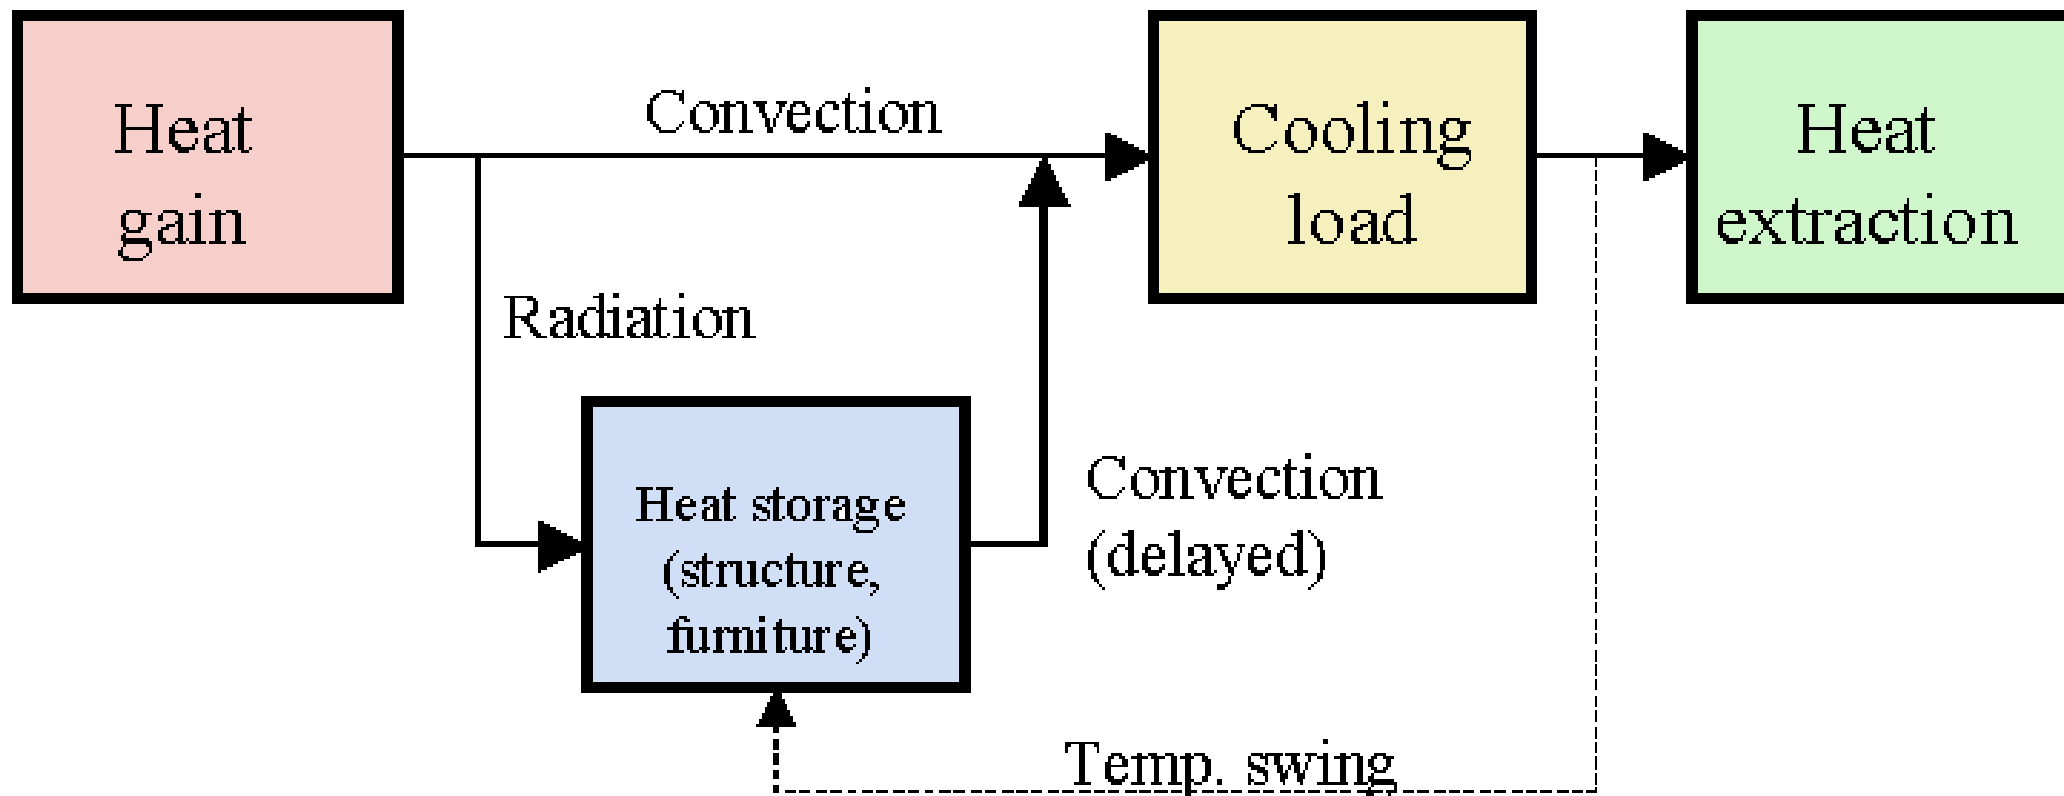 Heat
gain
Convection
Cooling
load
Heat
extraction
Radiation
Heat storage
(structure,
furniture)
Convection
(delayed)
Temp. swing